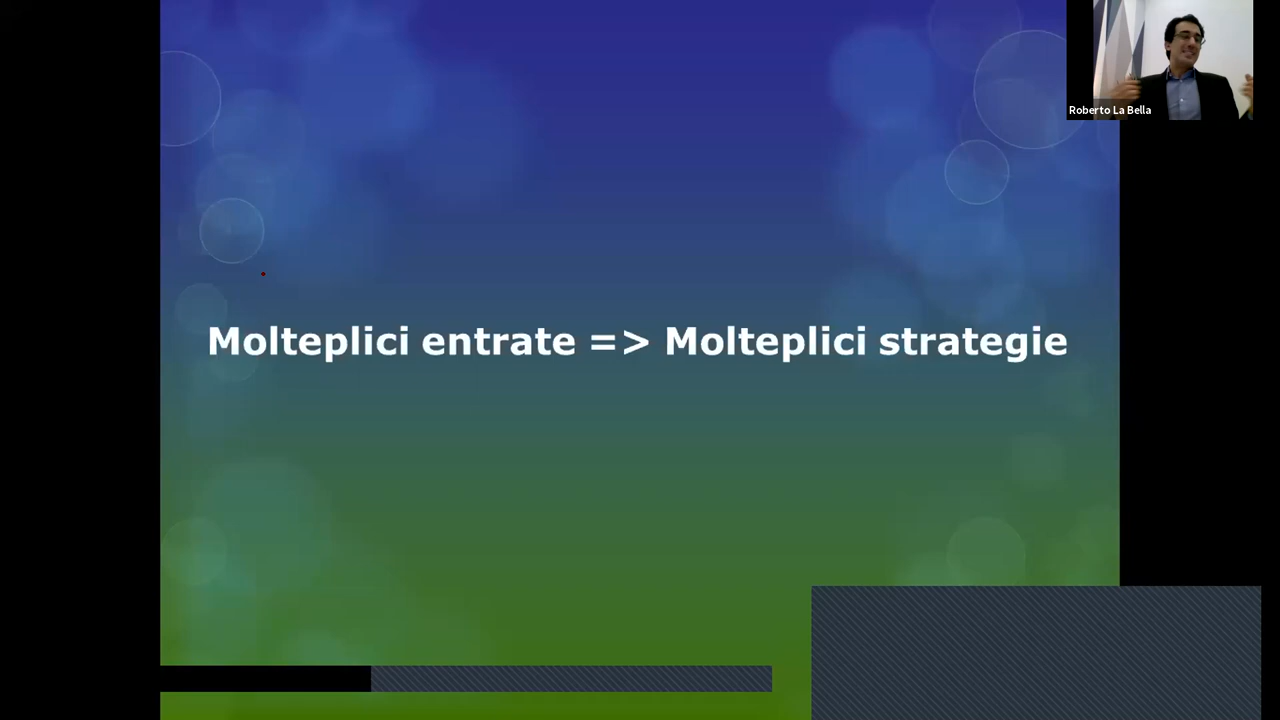 Roberto La Bella
Molteplici entrate => Molteplici strategie